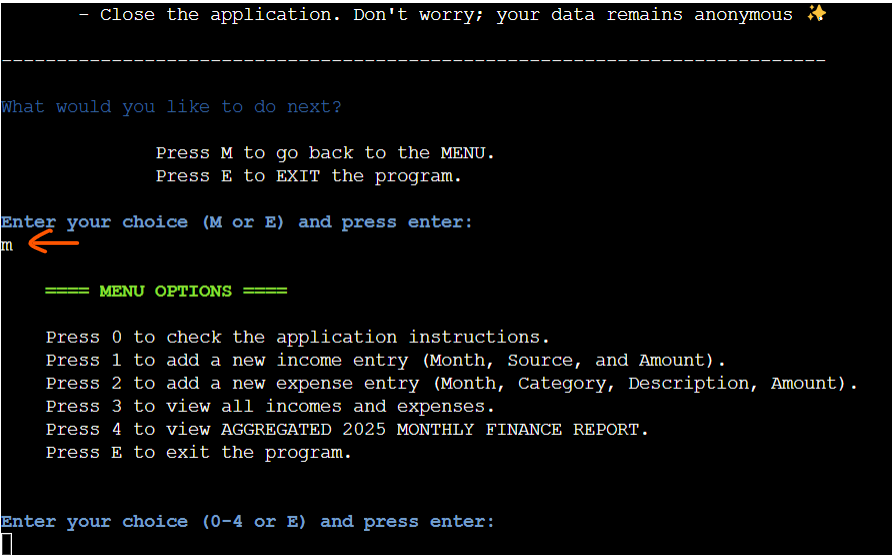 - Close the application. Don't worry; your data remains anonymous ✨
---------------------------------------------------------------------------
What would you like to do next?
Press M to go back to the MENU.
Press E to EXIT the program.
Enter your choice (M or E) and press enter:
m
==== MENU OPTIONS ====
Press 0 to check the application instructions.
Press 1 to add a new income entry (Month, Source, and Amount).
Press 2 to add a new expense entry (Month, Category, Description, Amount).
Press 3 to view all incomes and expenses.
Press 4 to view AGGREGATED 2025 MONTHLY FINANCE REPORT.
Press E to exit the program.
Enter your choice (0-4 or E) and press enter: